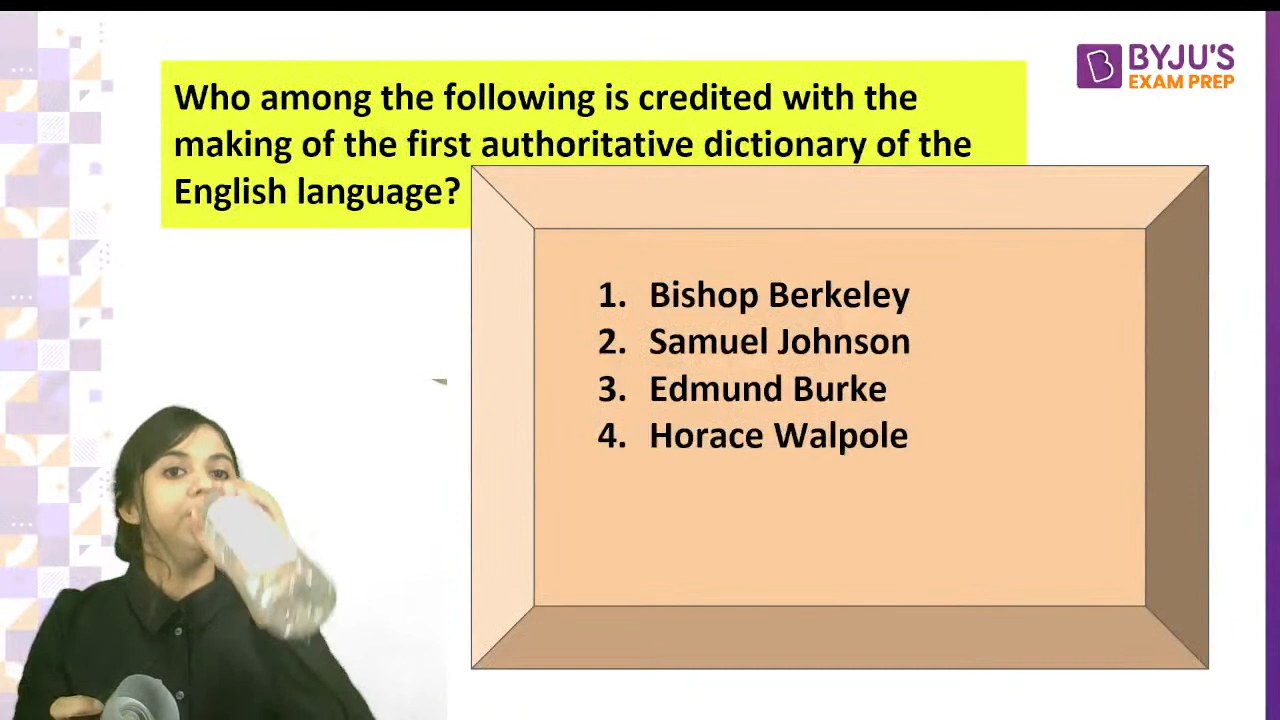 BYJU'S
EXAM PREP
Who among the following is credited with the
making of the first authoritative dictionary of the
English language?
1. Bishop Berkeley
2. Samuel Johnson
3. Edmund Burke
4. Horace Walpole